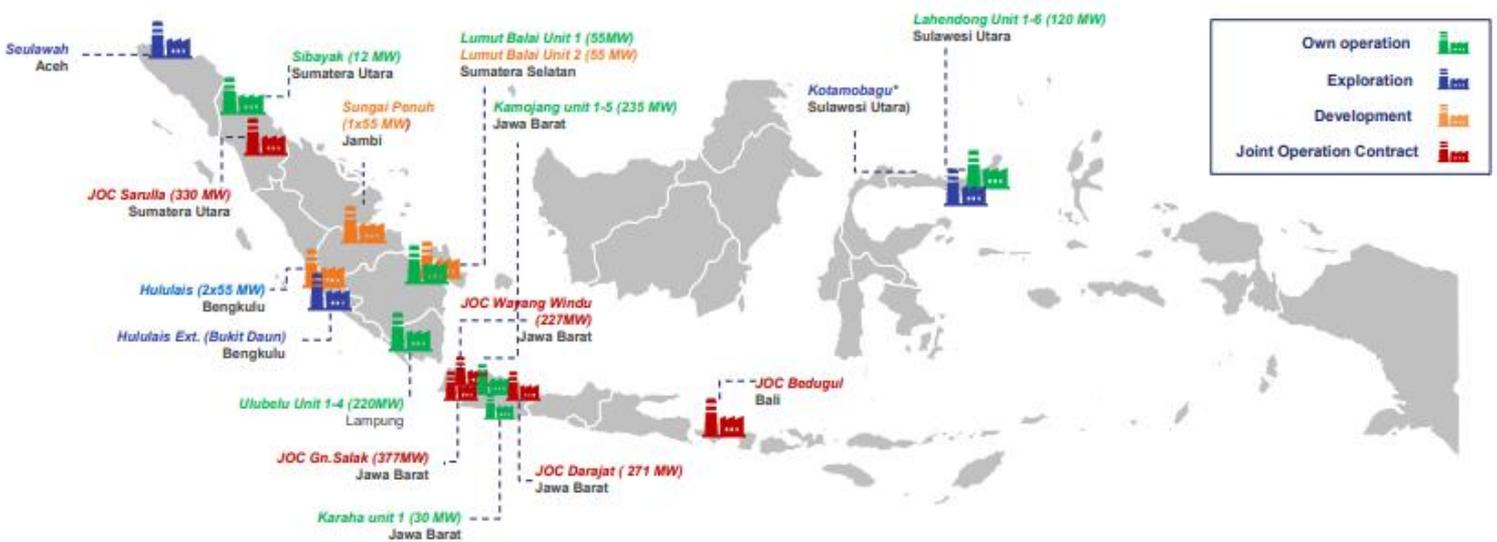 Seulawah
Aceh
Sibayak (12 MW)
Sumatera Utara
Sungai Penuh
(1x55 MW)
Jambi
Lumut Balai Unit 1 (55MW)
Lumut Balai Unit 2 (55 MW)
Sumatera Selatan
Kamojang unit 1-5 (235 MW)
Jawa Barat
Kotamobagu*
Sulawesi Utara)
Lahendong Unit 1-6 (120 MW)
Sulawesi Utara
Own operation
Exploration
Development
Joint Operation Contract
JOC Sarulla (330 MW)
Sumatera Utara
Hululais (2x55 MW)
Bengkulu
Hululais Ext. (Bukit Daun)
Bengkulu
JOC Wayang Windu
(227MW)
Jawa Barat
Ulubelu Unit 1-4 (220MW)
Lampung
JOC Bedugul
Bali
JOC Gn.Salak (377MW)
Jawa Barat
JOC Darajat ( 271 MW)
Jawa Barat
Karaha unit 1 (30 MW)
Jawa Barat